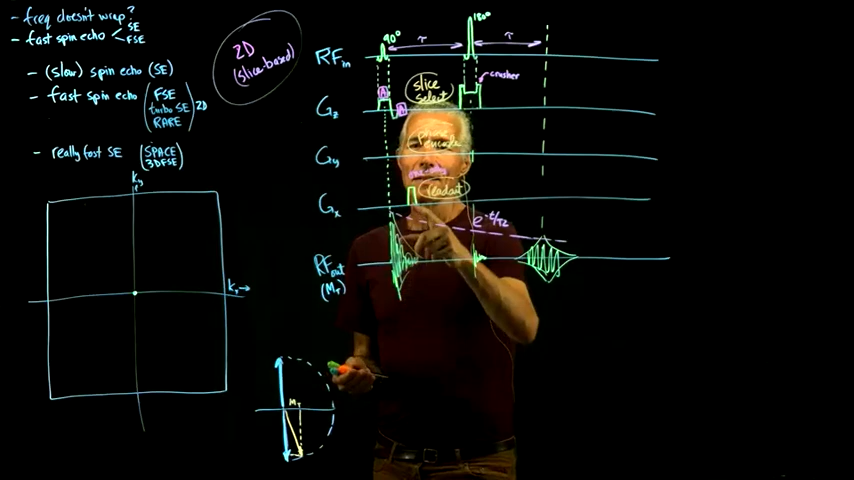 - freq doesn't wrap?
- fast spin echo < SE
FSE
- (slow) spin echo (SE)
- fast spin echo (FSE
turbo SE
RARE) 2D
- really fast SE (SPACE
3DFSE)
2D
(slice-based)
RFin
90°
τ
180°
τ
Gz
A
A
slice
select
crusher
Gy
Phase
encode
Gx
readout
e^-t/T2
RFout
(MT)
ky
kx →
MT